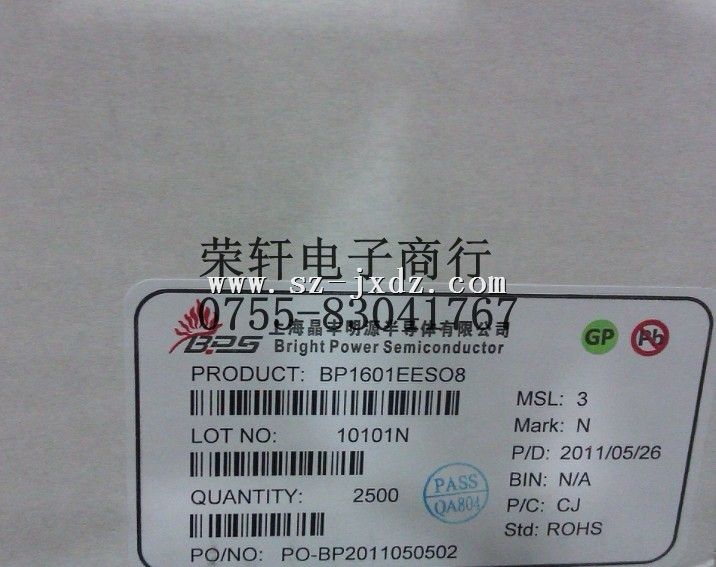 荣轩电子商行
www.sz-jxdz.com
0755-83041767
BPS
上海晶丰明源半导体有限公司
Bright Power Semiconductor
GP
Pb
PRODUCT: BP1601EESO8
LOT NO: 10101N
QUANTITY: 2500
PO/NO: PO-BP2011050502
PASS
QA804
MSL: 3
Mark: N
P/D: 2011/05/26
BIN: N/A
P/C: CJ
Std: ROHS